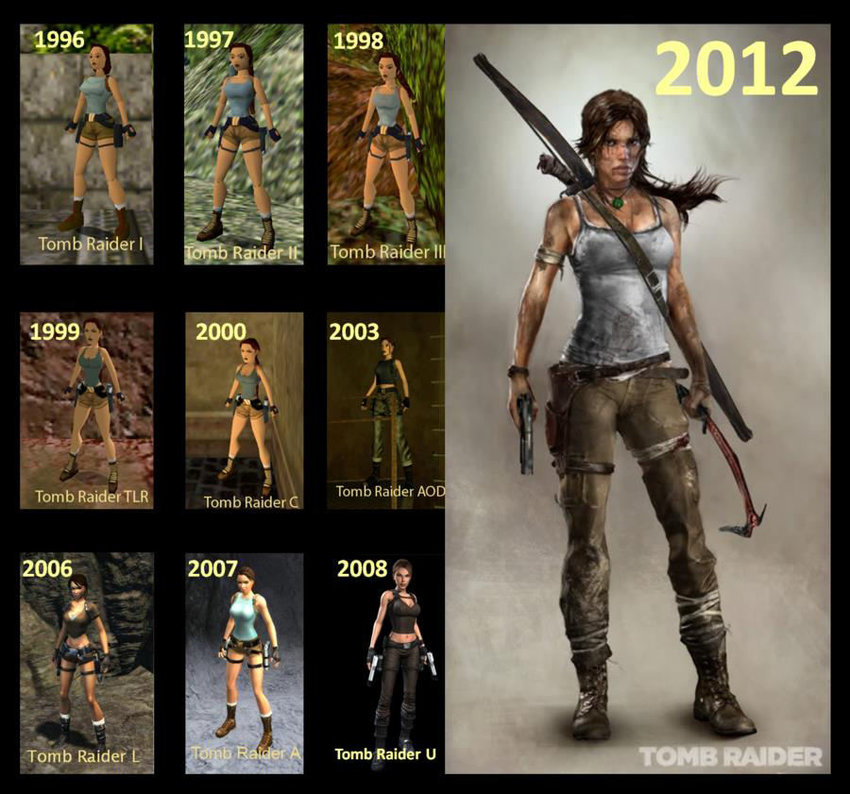 1996
Tomb Raider I
1997
Tomb Raider II
1998
Tomb Raider III
2012
1999
Tomb Raider TLR
2000
Tomb Raider C
2003
Tomb Raider AOD
2006
Tomb Raider L
2007
Tomb Raider A
2008
Tomb Raider U
TOMB RAIDER